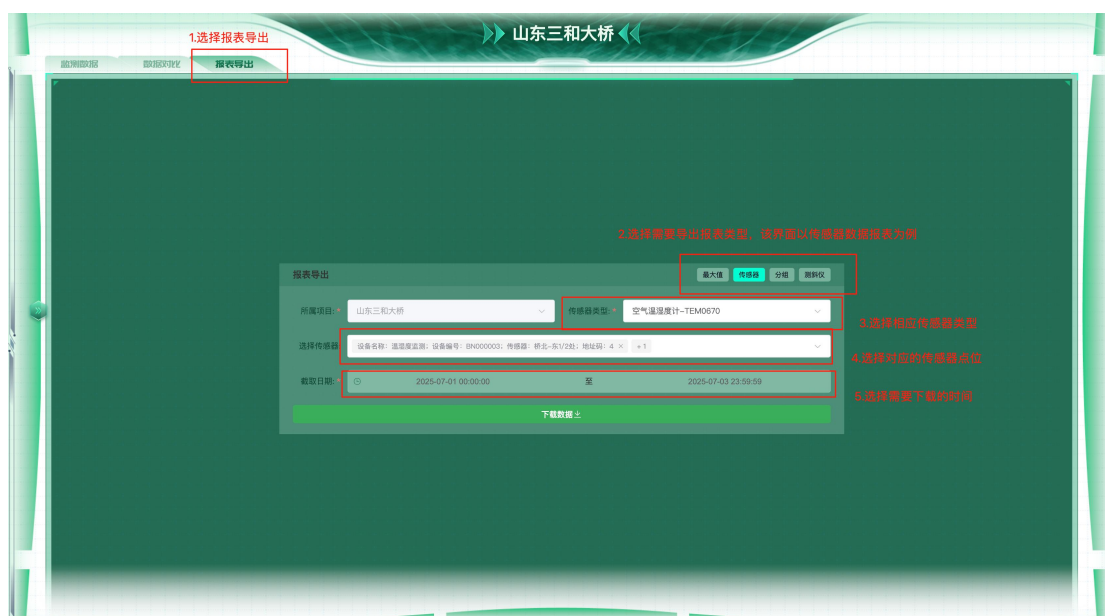 山东三和大桥
1.选择报表导出
监测数据 数据对比 报表导出
2.选择需要导出报表类型，该界面以传感器数据报表为例
报表导出 最大值 传感器 分组 测斜仪
所属项目:* 山东三和大桥 传感器类型:* 空气温湿度计-TEM0670
3.选择相应传感器类型
选择传感器 设备名称：温湿度监测；设备编号：BN000003；传感器：桥北-东1/2处；地址码：4 × +1
4.选择对应的传感器点位
截取日期:* 2025-07-01 00:00:00 至 2025-07-03 23:59:59
5.选择需要下载的时间
下载数据